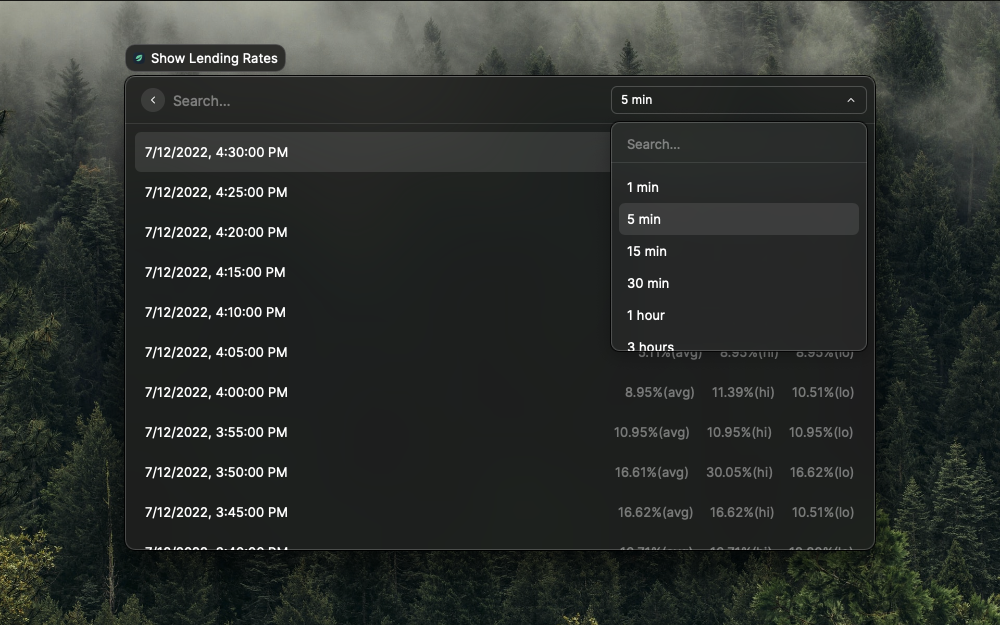 Show Lending Rates
Search...
5 min
7/12/2022, 4:30:00 PM
Search...
1 min
7/12/2022, 4:25:00 PM
5 min
7/12/2022, 4:20:00 PM
15 min
7/12/2022, 4:15:00 PM
30 min
7/12/2022, 4:10:00 PM
1 hour
3 hours
7/12/2022, 4:05:00 PM 5.11%(avg) 8.95%(hi) 8.95%(lo)
7/12/2022, 4:00:00 PM 8.95%(avg) 11.39%(hi) 10.51%(lo)
7/12/2022, 3:55:00 PM 10.95%(avg) 10.95%(hi) 10.95%(lo)
7/12/2022, 3:50:00 PM 16.61%(avg) 30.05%(hi) 16.62%(lo)
7/12/2022, 3:45:00 PM 16.62%(avg) 16.62%(hi) 10.51%(lo)